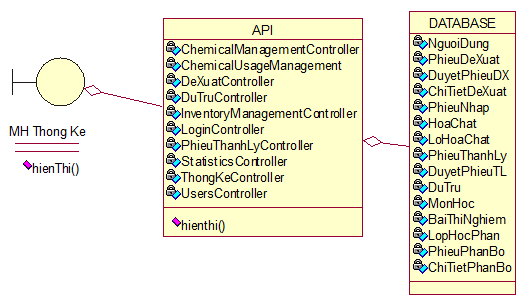 MH Thong Ke
hienThi()
API
ChemicalManagementController
ChemicalUsageManagement
DeXuatController
DuTruController
InventoryManagementController
LoginController
PhieuThanhLyController
StatisticsController
ThongKeController
UsersController
hienthi()
DATABASE
NguoiDung
PhieuDeXuat
DuyetPhieuDX
ChiTietDeXuat
PhieuNhap
HoaChat
LoHoaChat
PhieuThanhLy
DuyetPhieuTL
DuTru
MonHoc
BaiThiNghiem
LopHocPhan
PhieuPhanBo
ChiTietPhanBo